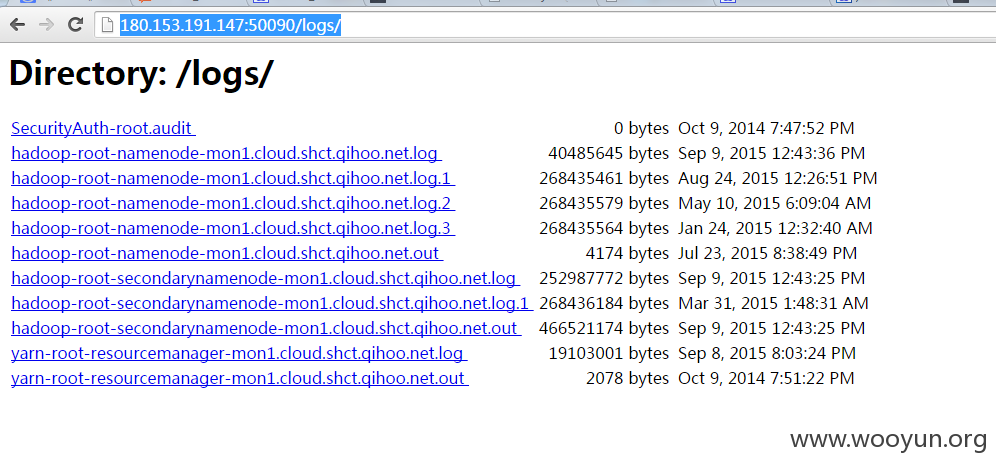 180.153.191.147:50090/logs/
Directory: /logs/
SecurityAuth-root.audit 0 bytes Oct 9, 2014 7:47:52 PM
hadoop-root-namenode-mon1.cloud.shct.qihoo.net.log 40485645 bytes Sep 9, 2015 12:43:36 PM
hadoop-root-namenode-mon1.cloud.shct.qihoo.net.log.1 268435461 bytes Aug 24, 2015 12:26:51 PM
hadoop-root-namenode-mon1.cloud.shct.qihoo.net.log.2 268435579 bytes May 10, 2015 6:09:04 AM
hadoop-root-namenode-mon1.cloud.shct.qihoo.net.log.3 268435564 bytes Jan 24, 2015 12:32:40 AM
hadoop-root-namenode-mon1.cloud.shct.qihoo.net.out 4174 bytes Jul 23, 2015 8:38:49 PM
hadoop-root-secondarynamenode-mon1.cloud.shct.qihoo.net.log 252987772 bytes Sep 9, 2015 12:43:25 PM
hadoop-root-secondarynamenode-mon1.cloud.shct.qihoo.net.log.1 268436184 bytes Mar 31, 2015 1:48:31 AM
hadoop-root-secondarynamenode-mon1.cloud.shct.qihoo.net.out 466521174 bytes Sep 9, 2015 12:43:25 PM
yarn-root-resourcemanager-mon1.cloud.shct.qihoo.net.log 19103001 bytes Sep 8, 2015 8:03:24 PM
yarn-root-resourcemanager-mon1.cloud.shct.qihoo.net.out 2078 bytes Oct 9, 2014 7:51:22 PM
www.wooyun.org